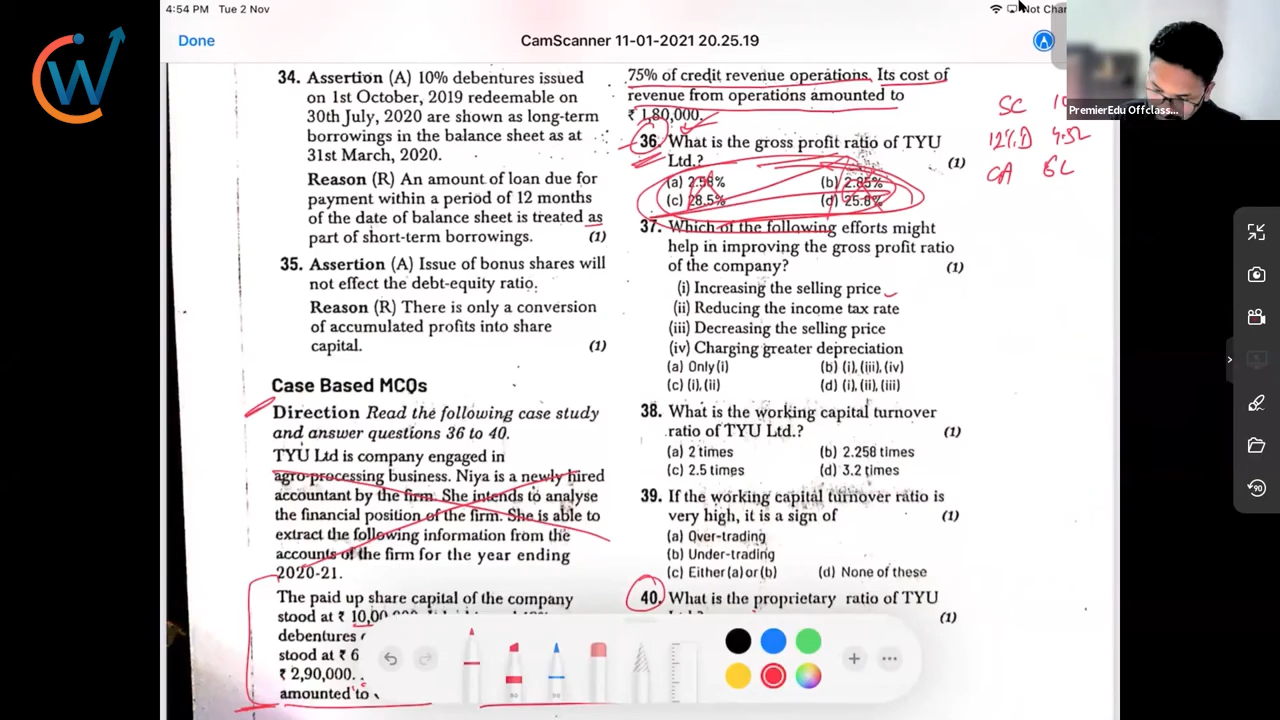 4:54 PM Tue 2 Nov
Not Char
Done
CamScanner 11-01-2021 20.25.19
W
PremierEdu Offclass...
34. Assertion (A) 10% debentures issued
on 1st October, 2019 redeemable on
30th July, 2020 are shown as long-term
borrowings in the balance sheet as at
31st March, 2020.
Reason (R) An amount of loan due for
payment within a period of 12 months
of the date of balance sheet is treated as
part of short-term borrowings. (1)
35. Assertion (A) Issue of bonus shares will
not effect the debt-equity ratio.
Reason (R) There is only a conversion
of accumulated profits into share
capital. (1)
Case Based MCQs
Direction Read the following case study
and answer questions 36 to 40.
TYU Ltd is company engaged in
agro-processing business. Niya is a newly hired
accountant by the firm. She intends to analyse
the financial position of the firm. She is able to
extract the following information from the
accounts of the firm for the year ending
2020-21.
The paid up share capital of the company
stood at ₹ 10,00
debentures
stood at ₹ 6
₹ 2,90,000.
amounted to
75% of credit revenue operations. Its cost of
revenue from operations amounted to
₹ 1,80,000.
36. What is the gross profit ratio of TYU
Ltd.? (1)
(a) 2.58% (b) 2.85%
(c) 28.5% (d) 25.8%
37. Which of the following efforts might
help in improving the gross profit ratio
of the company? (1)
(i) Increasing the selling price
(ii) Reducing the income tax rate
(iii) Decreasing the selling price
(iv) Charging greater depreciation
(a) Only (i) (b) (i), (iii), (iv)
(c) (i), (ii) (d) (i), (ii), (iii)
38. What is the working capital turnover
ratio of TYU Ltd.? (1)
(a) 2 times (b) 2.258 times
(c) 2.5 times (d) 3.2 times
39. If the working capital turnover ratio is
very high, it is a sign of (1)
(a) Over-trading
(b) Under-trading
(c) Either (a) or (b) (d) None of these
40. What is the proprietary ratio of TYU
(1)
SC 10
12% D 4.5L
CA 6L
90